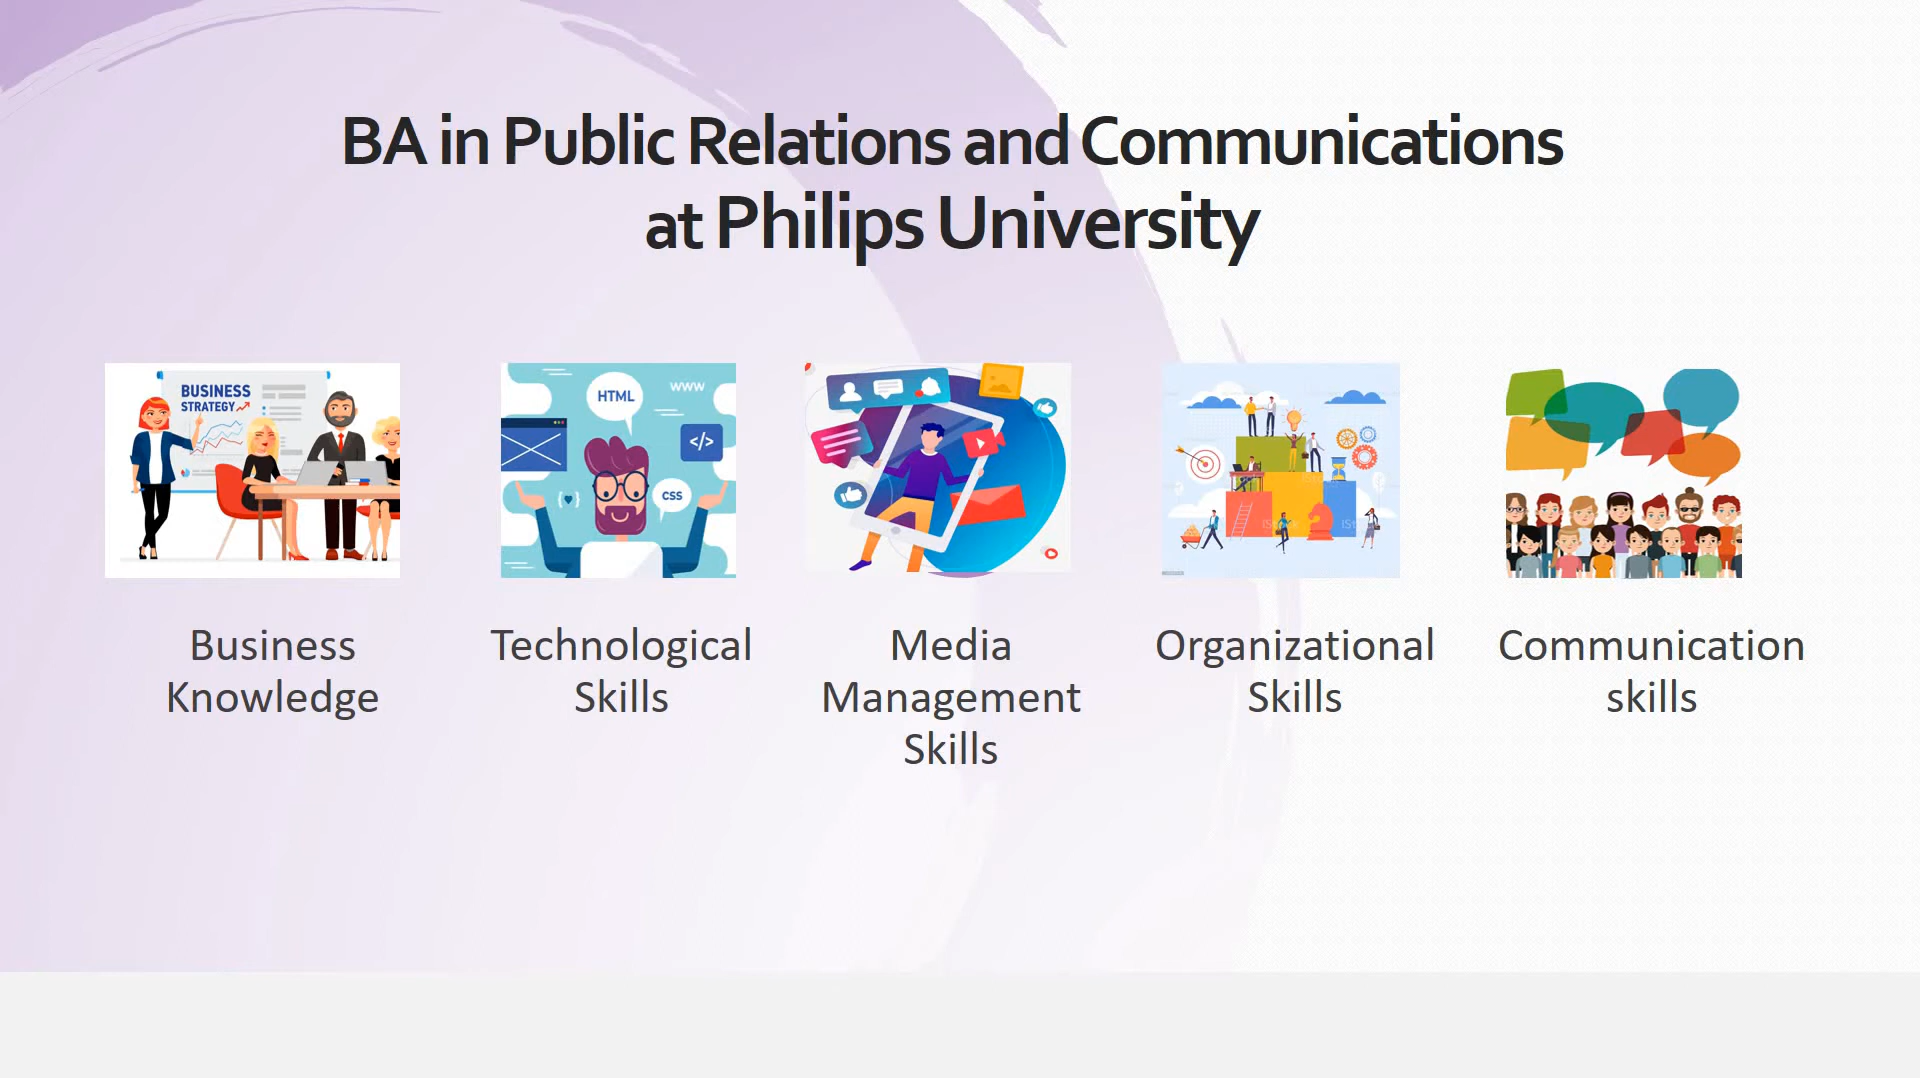 BA in Public Relations and Communications
at Philips University
BUSINESS
STRATEGY
HTML
WWW
</>
CSS
Business
Knowledge
Technological
Skills
Media
Management
Skills
Organizational
Skills
Communication
skills